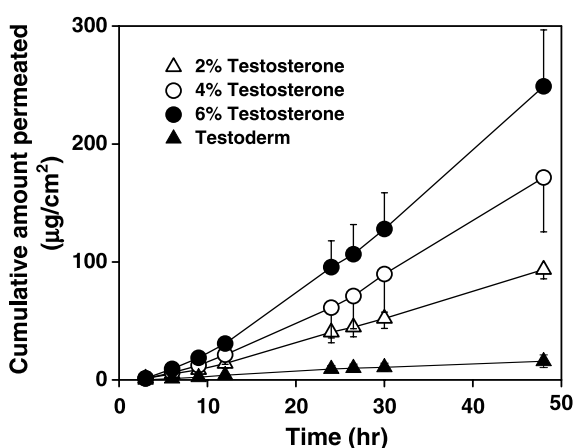 Cumulative amount permeated
(µg/cm²)
300
200
100
0
2% Testosterone
4% Testosterone
6% Testosterone
Testoderm
0 10 20 30 40 50
Time (hr)